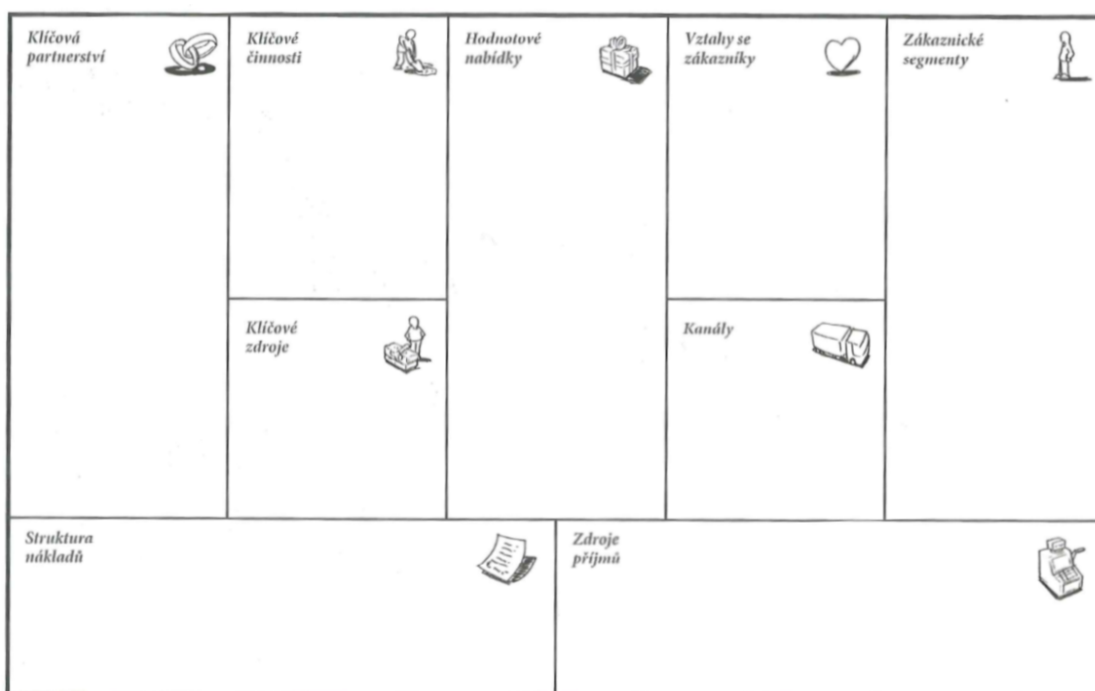 Klíčová
partnerství
Klíčové
činnosti
Hodnotové
nabídky
Vztahy se
zákazníky
Zákaznické
segmenty
Klíčové
zdroje
Kanály
Struktura
nákladů
Zdroje
příjmů